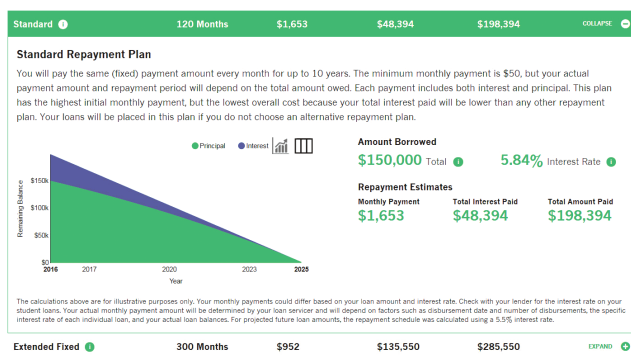 Standard i 120 Months $1,653 $48,394 $198,550 COLLAPSE
Standard Repayment Plan
You will pay the same (fixed) payment amount every month for up to 10 years. The minimum monthly payment is $50, but your actual
payment amount and repayment period will depend on the total amount owed. Each payment includes both interest and principal. This plan
has the highest initial monthly payment, but the lowest overall cost because your total interest paid will be lower than any other repayment
plan. Your loans will be placed in this plan if you do not choose an alternative repayment plan.
Principal Interest
Amount Borrowed
$150,000 Total i 5.84% Interest Rate i
Repayment Estimates
Monthly Payment Total Interest Paid Total Amount Paid
$1,653 $48,394 $198,394
Remaining Balance
$150k
$100k
$50k
$0
2016 2017 2020 2023 2025
Year
The calculations above are for illustrative purposes only. Your monthly payments could differ based on your loan amount and interest rate. Check with your lender for the interest rate on your
student loans. Your actual monthly payment amount will be determined by your loan servicer and will depend on factors such as disbursement date and number of disbursements, the specific
interest rate of each individual loan, and your actual loan balances. For projected future loan amounts, the repayment schedule was calculated using a 5.5% interest rate.
Extended Fixed i 300 Months $952 $135,550 $285,550 EXPAND